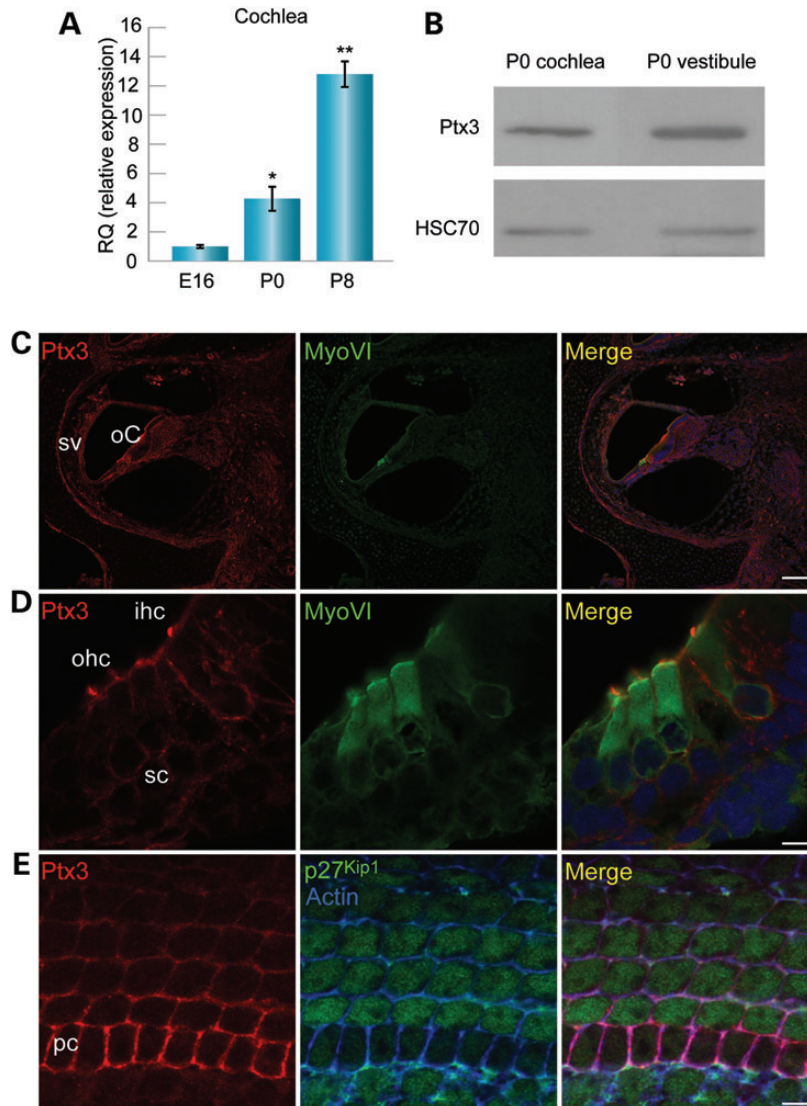 A
Cochlea
RQ (relative expression)
16
14
12
10
8
6
4
2
0
*
**
E16 P0 P8
B
P0 cochlea P0 vestibule
Ptx3
HSC70
C
Ptx3
MyoVI
Merge
sv
oC
D
Ptx3
MyoVI
Merge
ihc
ohc
sc
E
Ptx3
p27Kip1
Actin
Merge
pc